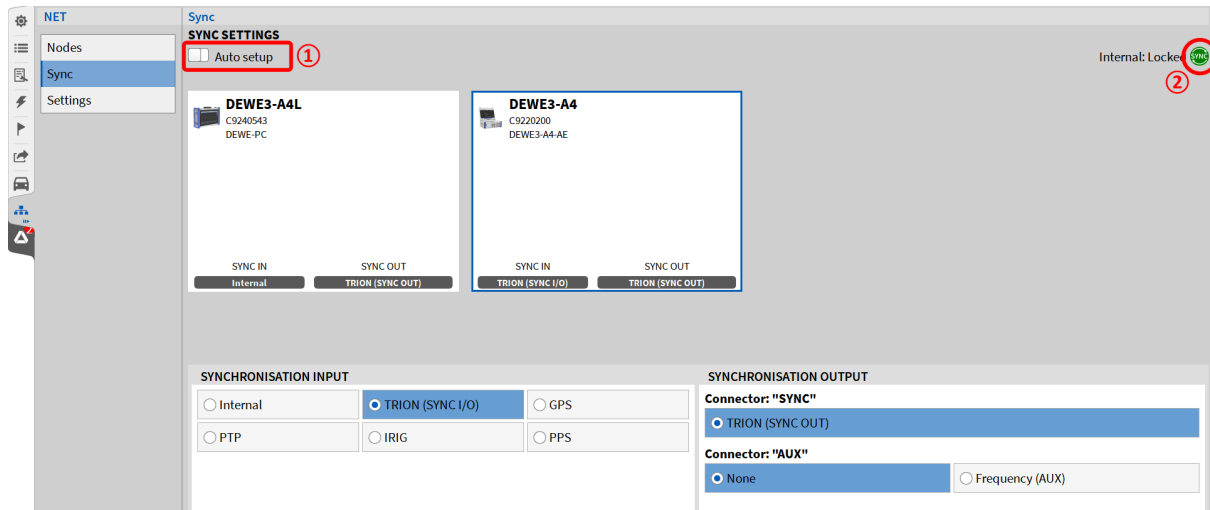 NET
Nodes
Sync
Settings
Sync
SYNC SETTINGS
Auto setup
①
Internal: Locked
SYNC
②
DEWE3-A4L
C9240543
DEWE-PC
SYNC IN
SYNC OUT
Internal
TRION (SYNC OUT)
DEWE3-A4
C9220200
DEWE3-A4-AE
SYNC IN
SYNC OUT
TRION (SYNC I/O)
TRION (SYNC OUT)
SYNCHRONISATION INPUT
Internal
TRION (SYNC I/O)
GPS
PTP
IRIG
PPS
SYNCHRONISATION OUTPUT
Connector: "SYNC"
TRION (SYNC OUT)
Connector: "AUX"
None
Frequency (AUX)